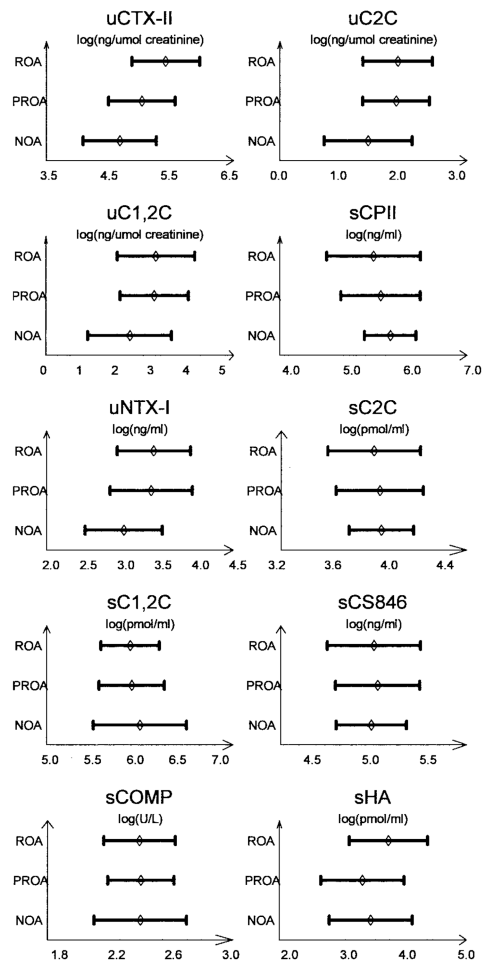 uCTX-II
log(ng/umol creatinine)
ROA
PROA
NOA
3.5 4.5 5.5 6.5
uC2C
log(ng/umol creatinine)
ROA
PROA
NOA
0.0 1.0 2.0 3.0
uC1,2C
log(ng/umol creatinine)
ROA
PROA
NOA
0 1 2 3 4 5
sCPII
log(ng/ml)
ROA
PROA
NOA
4.0 5.0 6.0 7.0
uNTX-I
log(ng/ml)
ROA
PROA
NOA
2.0 2.5 3.0 3.5 4.0 4.5
sC2C
log(pmol/ml)
ROA
PROA
NOA
3.2 3.6 4.0 4.4
sC1,2C
log(pmol/ml)
ROA
PROA
NOA
5.0 5.5 6.0 6.5 7.0
sCS846
log(ng/ml)
ROA
PROA
NOA
4.5 5.0 5.5
sCOMP
log(U/L)
ROA
PROA
NOA
1.8 2.2 2.6 3.0
sHA
log(pmol/ml)
ROA
PROA
NOA
2.0 3.0 4.0 5.0